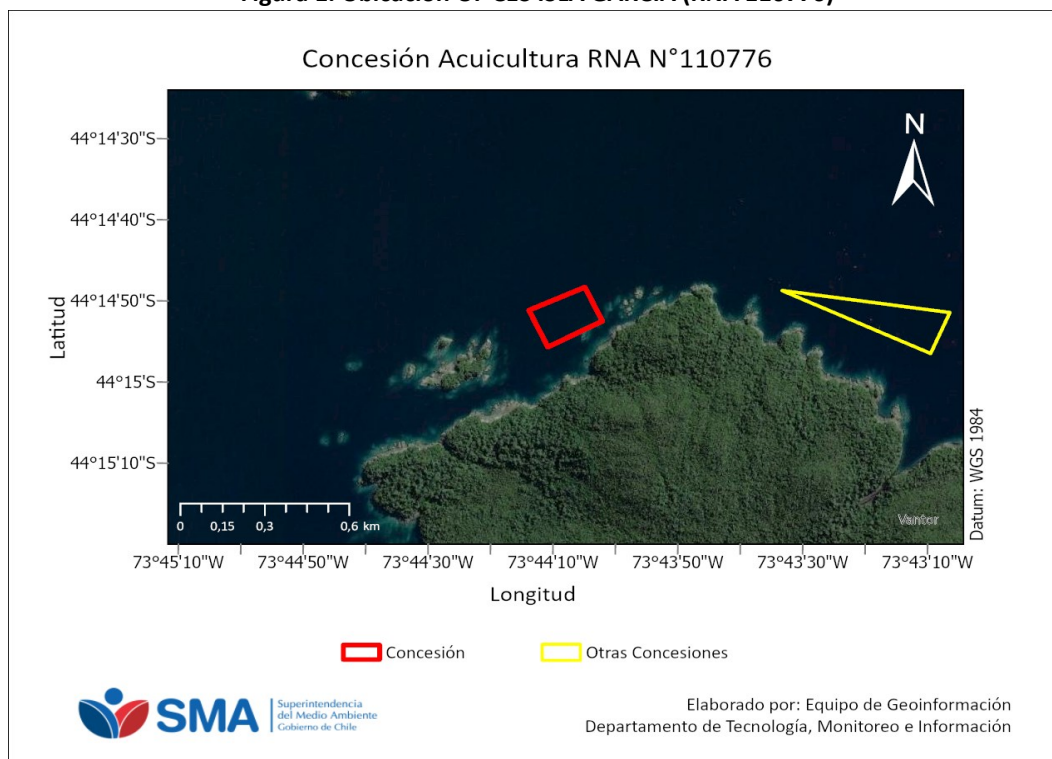 Concesión Acuicultura RNA N°110776
N
44°14'30"S
44°14'40"S
44°14'50"S
44°15'S
44°15'10"S
Latitud
Datum: WGS 1984
0 0,15 0,3 0,6 km
Vantor
73°45'10"W 73°44'50"W 73°44'30"W 73°44'10"W 73°43'50"W 73°43'30"W 73°43'10"W
Longitud
Concesión Otras Concesiones
SMA
Superintendencia
del Medio Ambiente
Gobierno de Chile
Elaborado por: Equipo de Geoinformación
Departamento de Tecnología, Monitoreo e Información